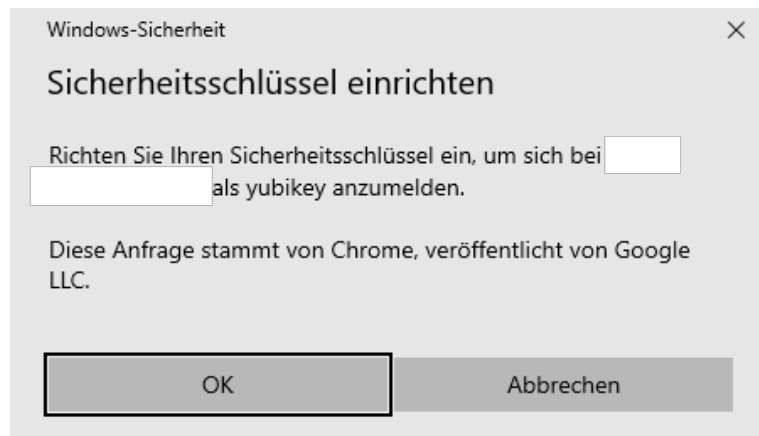 Windows-Sicherheit
Sicherheitsschlüssel einrichten
Richten Sie Ihren Sicherheitsschlüssel ein, um sich bei
als yubikey anzumelden.
Diese Anfrage stammt von Chrome, veröffentlicht von Google
LLC.
OK
Abbrechen